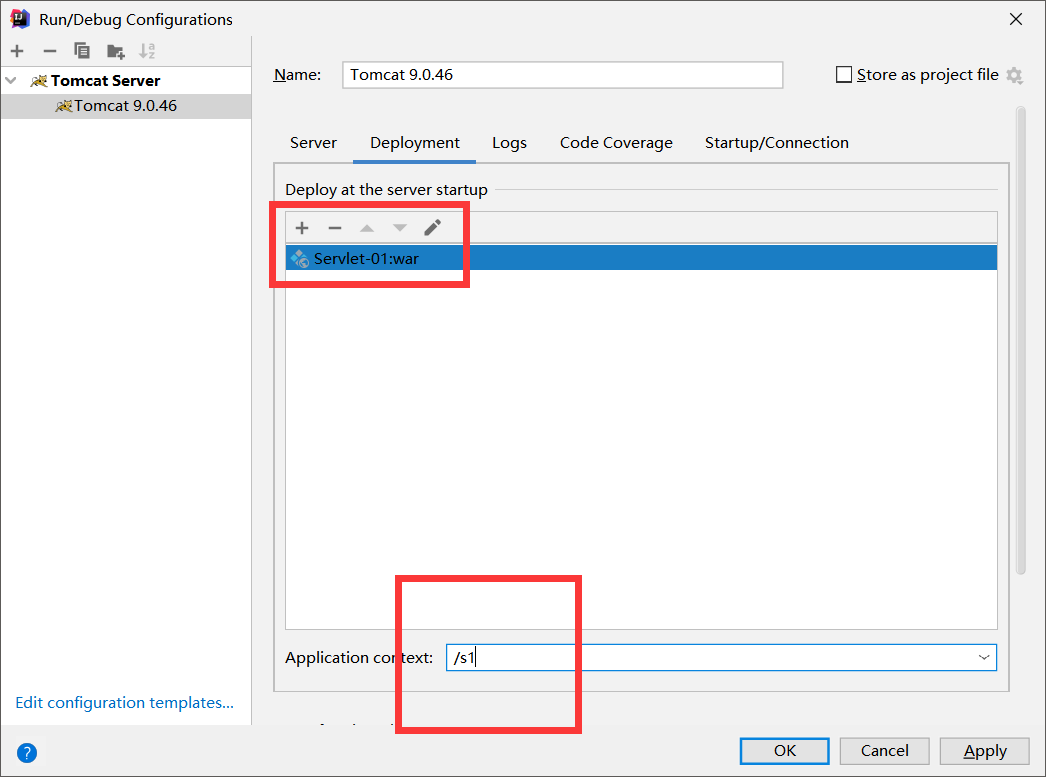 Run/Debug Configurations
Tomcat Server
Tomcat 9.0.46
Name: Tomcat 9.0.46 Store as project file
Server Deployment Logs Code Coverage Startup/Connection
Deploy at the server startup
Servlet-01:war
Application context: /s1
Edit configuration templates...
? OK Cancel Apply